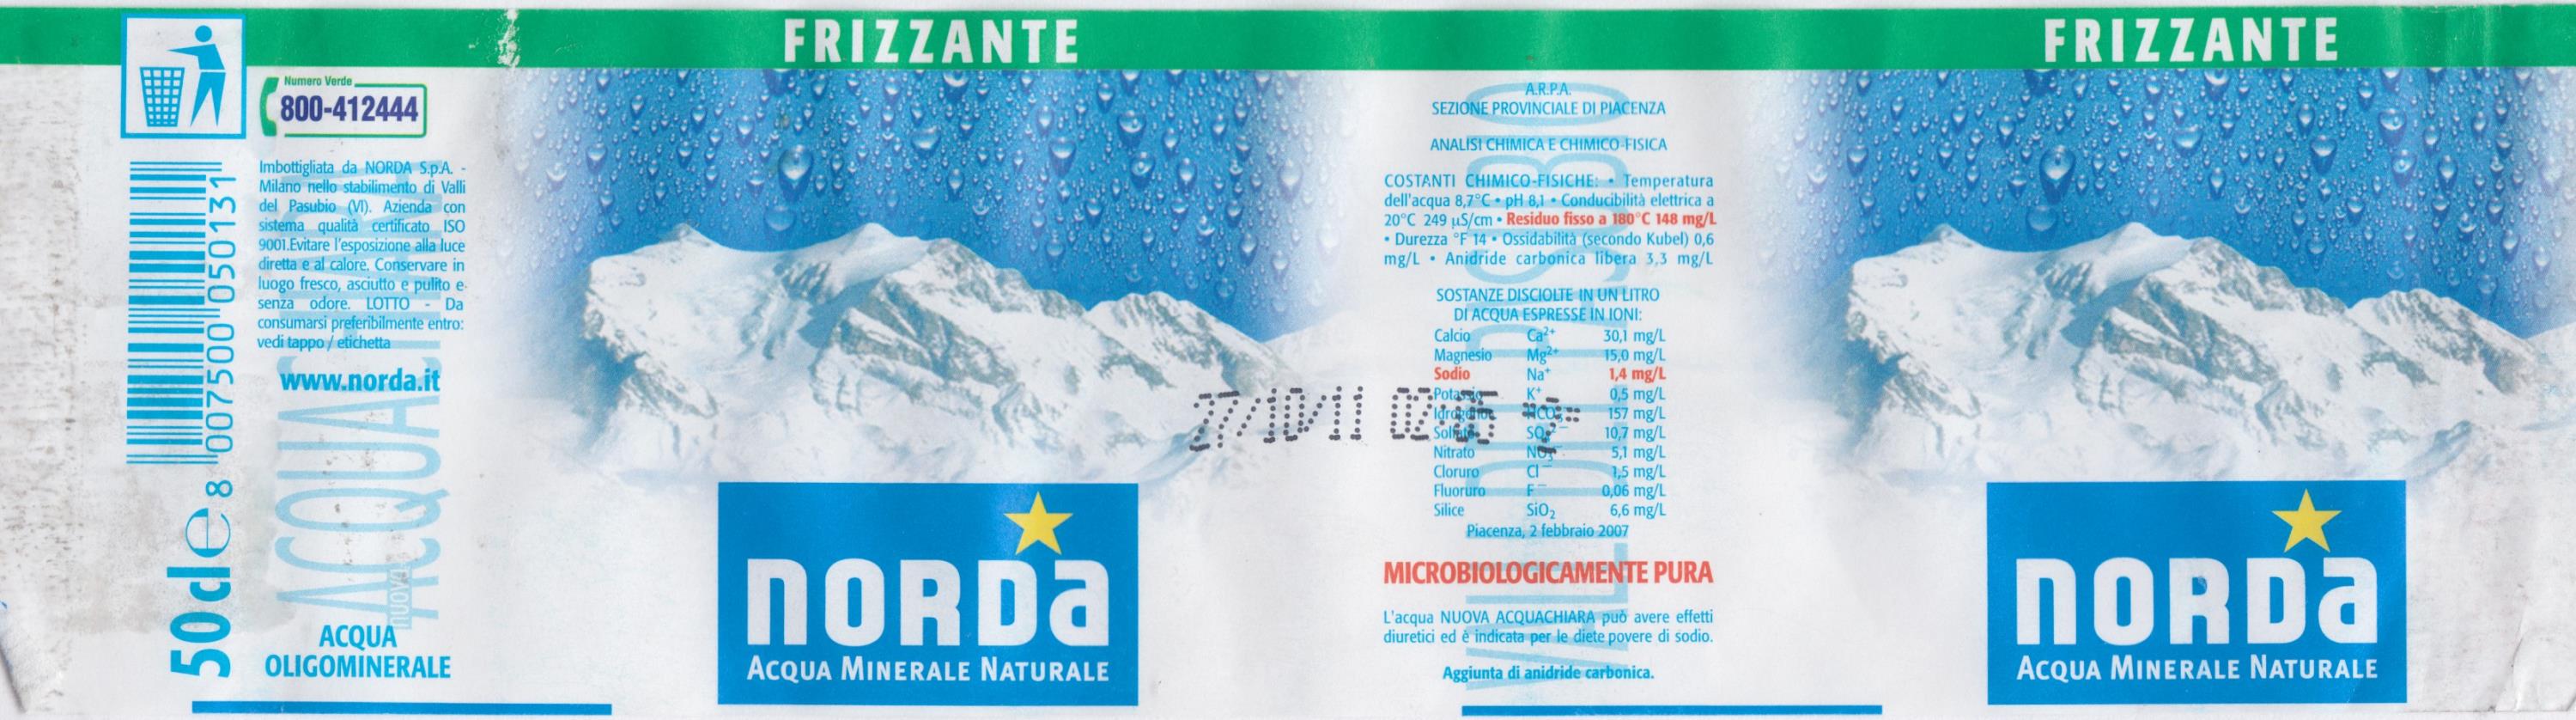 FRIZZANTE
Numero Verde
800-412444
Imbottigliata da NORDA S.p.A. -
Milano nello stabilimento di Valli
del Pasubio (VI). Azienda con
sistema qualità certificato ISO
9001.Evitare l'esposizione alla luce
diretta e al calore. Conservare in
luogo fresco, asciutto e pulito e
senza odore. LOTTO - Da
consumarsi preferibilmente entro:
vedi tappo / etichetta
www.norda.it
NUOVA
ACQUACHIARA
ACQUA
OLIGOMINERALE
50cl e
8 007500 050131
NORDA
ACQUA MINERALE NATURALE
27/10/11 02:
A.R.P.A.
SEZIONE PROVINCIALE DI PIACENZA
ANALISI CHIMICA E CHIMICO-FISICA
COSTANTI CHIMICO-FISICHE: • Temperatura
dell'acqua 8,7°C • pH 8,1 • Conducibilità elettrica a
20°C 249 µS/cm • Residuo fisso a 180°C 148 mg/L
• Durezza °F 14 • Ossidabilità (secondo Kubel) 0,6
mg/L • Anidride carbonica libera 3,3 mg/L
SOSTANZE DISCIOLTE IN UN LITRO
DI ACQUA ESPRESSE IN IONI:
Calcio Ca²⁺ 30,1 mg/L
Magnesio Mg²⁺ 15,0 mg/L
Sodio Na⁺ 1,4 mg/L
Potassio K⁺ 0,5 mg/L
157 mg/L
10,7 mg/L
Nitrato NO₃⁻ 5,1 mg/L
Cloruro Cl⁻ 1,5 mg/L
Fluoruro F⁻ 0,06 mg/L
Silice SiO₂ 6,6 mg/L
Piacenza, 2 febbraio 2007
MICROBIOLOGICAMENTE PURA
L'acqua NUOVA ACQUACHIARA può avere effetti
diuretici ed è indicata per le diete povere di sodio.
Aggiunta di anidride carbonica.
FRIZZANTE
NORDA
ACQUA MINERALE NATURALE